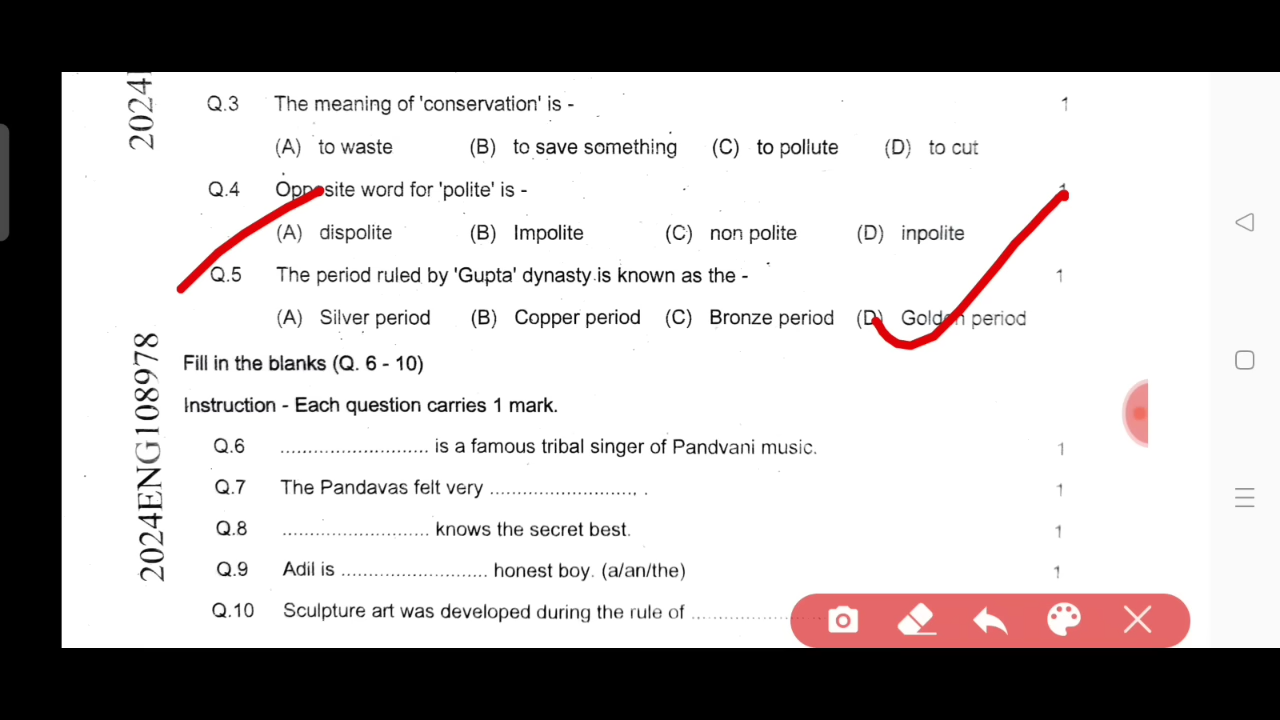 2024
Q.3 The meaning of 'conservation' is - 1
(A) to waste (B) to save something (C) to pollute (D) to cut
Q.4 Opposite word for 'polite' is - 1
(A) dispolite (B) Impolite (C) non polite (D) inpolite
Q.5 The period ruled by 'Gupta' dynasty is known as the - 1
(A) Silver period (B) Copper period (C) Bronze period (D) Golden period
Fill in the blanks (Q. 6 - 10)
Instruction - Each question carries 1 mark.
Q.6 ........................... is a famous tribal singer of Pandvani music. 1
Q.7 The Pandavas felt very ........................... . 1
Q.8 ........................... knows the secret best. 1
Q.9 Adil is ........................... honest boy. (a/an/the) 1
Q.10 Sculpture art was developed during the rule of ........................
2024ENG108978